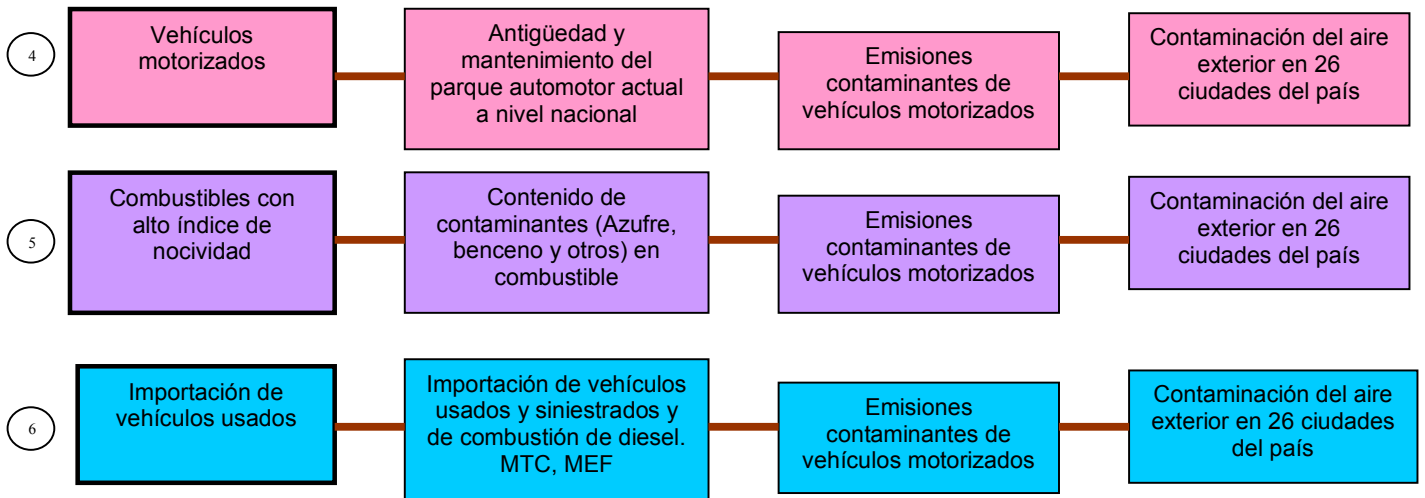 4
Vehículos
motorizados
Antigüedad y
mantenimiento del
parque automotor actual
a nivel nacional
Emisiones
contaminantes de
vehículos motorizados
Contaminación del aire
exterior en 26
ciudades del país
5
Combustibles con
alto índice de
nocividad
Contenido de
contaminantes (Azufre,
benceno y otros) en
combustible
Emisiones
contaminantes de
vehículos motorizados
Contaminación del aire
exterior en 26
ciudades del país
6
Importación de
vehículos usados
Importación de vehículos
usados y siniestrados y
de combustión de diesel.
MTC, MEF
Emisiones
contaminantes de
vehículos motorizados
Contaminación del aire
exterior en 26 ciudades
del país